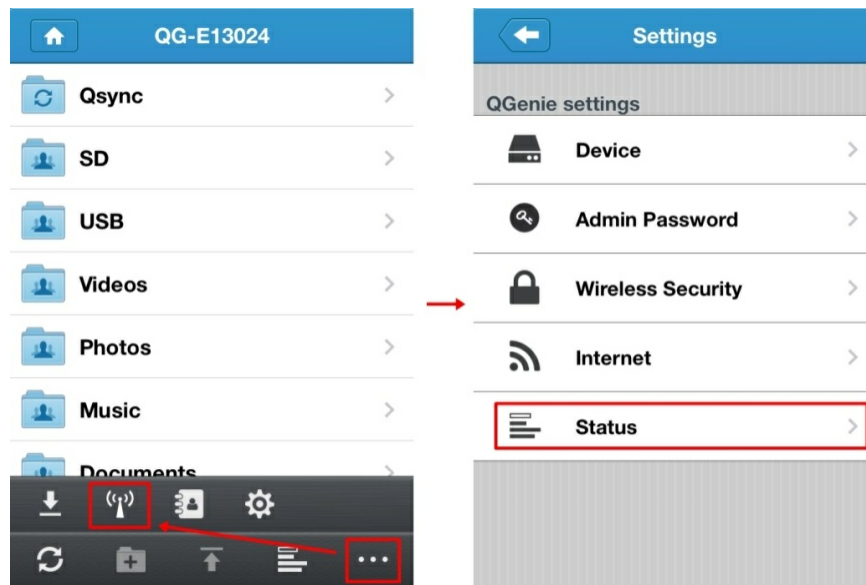 QG-E13024
Qsync
SD
USB
Videos
Photos
Music
Documents
Settings
QGenie settings
Device
Admin Password
Wireless Security
Internet
Status